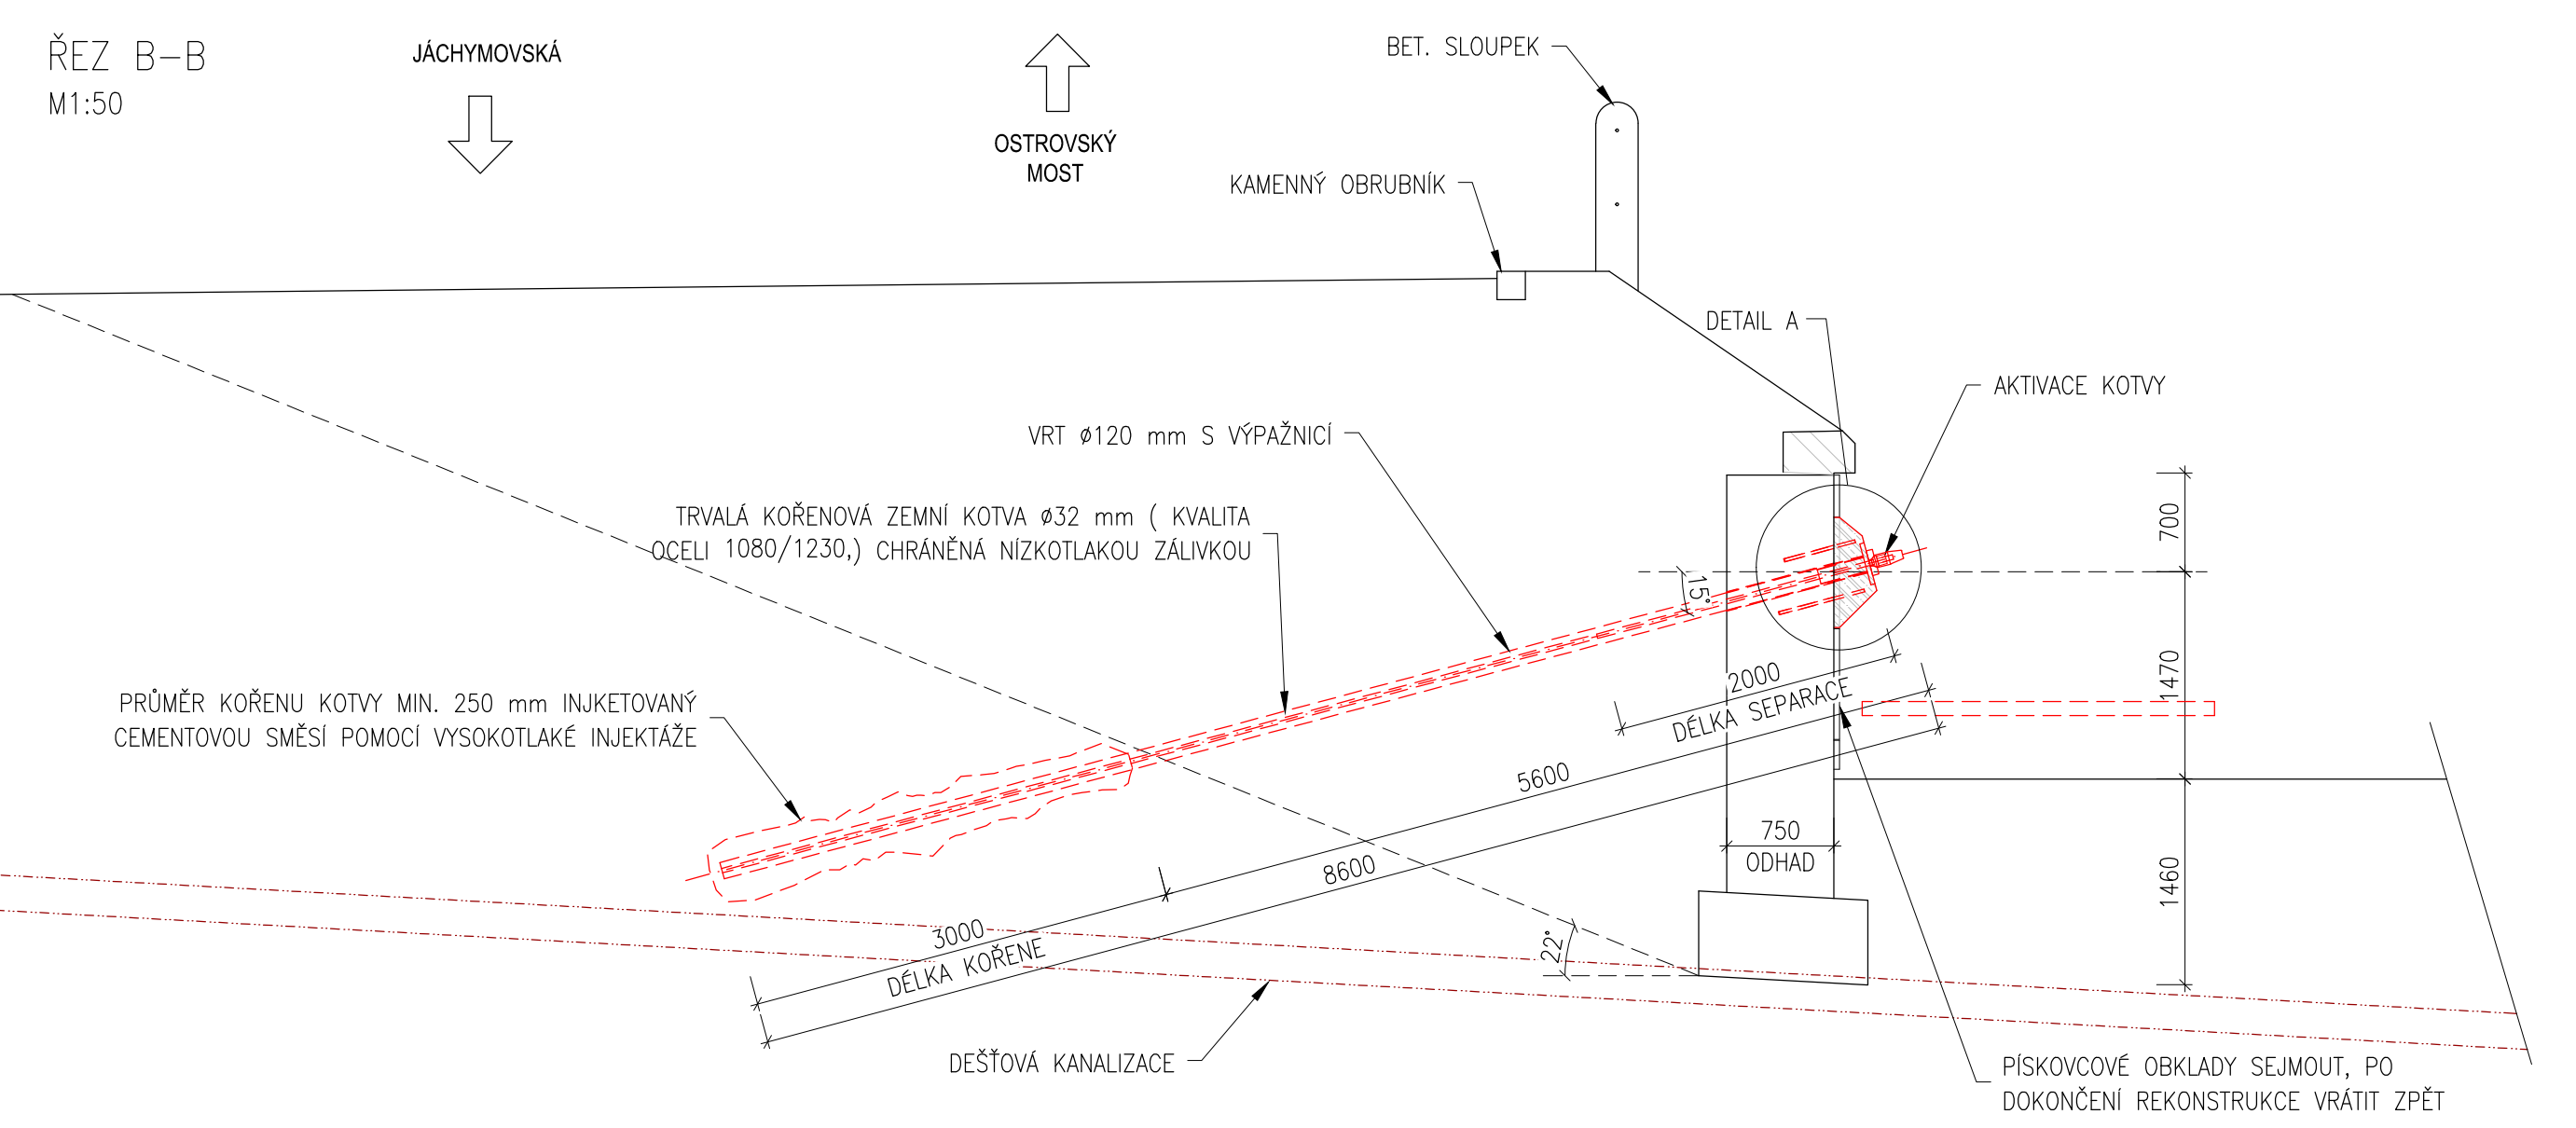 ŘEZ B-B
M1:50
JÁCHYMOVSKÁ
OSTROVSKÝ
MOST
BET. SLOUPEK
KAMENNÝ OBRUBNÍK
DETAIL A
AKTIVACE KOTVY
VRT ø120 mm S VÝPAŽNICÍ
TRVALÁ KOŘENOVÁ ZEMNÍ KOTVA ø32 mm ( KVALITA
OCELI 1080/1230,) CHRÁNĚNÁ NÍZKOTLAKOU ZÁLIVKOU
PRŮMĚR KOŘENU KOTVY MIN. 250 mm INJKETOVANÝ
CEMENTOVOU SMĚSÍ POMOCÍ VYSOKOTLAKÉ INJEKTÁŽE
15°
700
1470
1460
2000
DÉLKA SEPARACE
5600
8600
3000
DÉLKA KOŘENE
750
ODHAD
22°
DEŠŤOVÁ KANALIZACE
PÍSKOVCOVÉ OBKLADY SEJMOUT, PO
DOKONČENÍ REKONSTRUKCE VRÁTIT ZPĚT